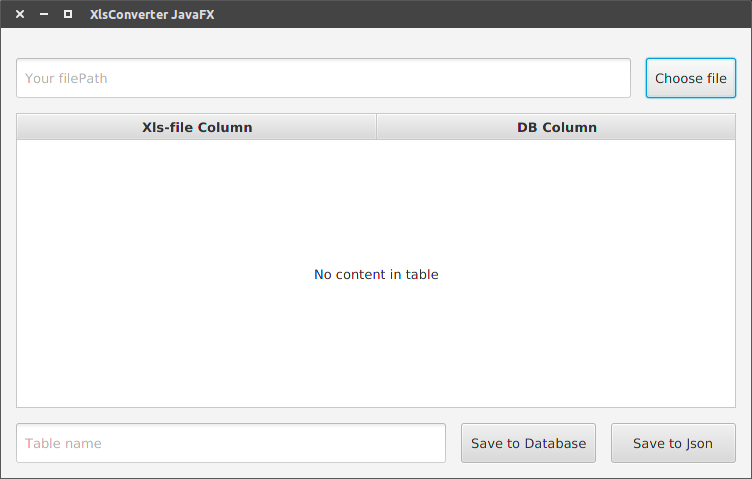 XlsConverter JavaFX
Your filePath
Choose file
Xls-file Column
DB Column
No content in table
Table name
Save to Database
Save to Json